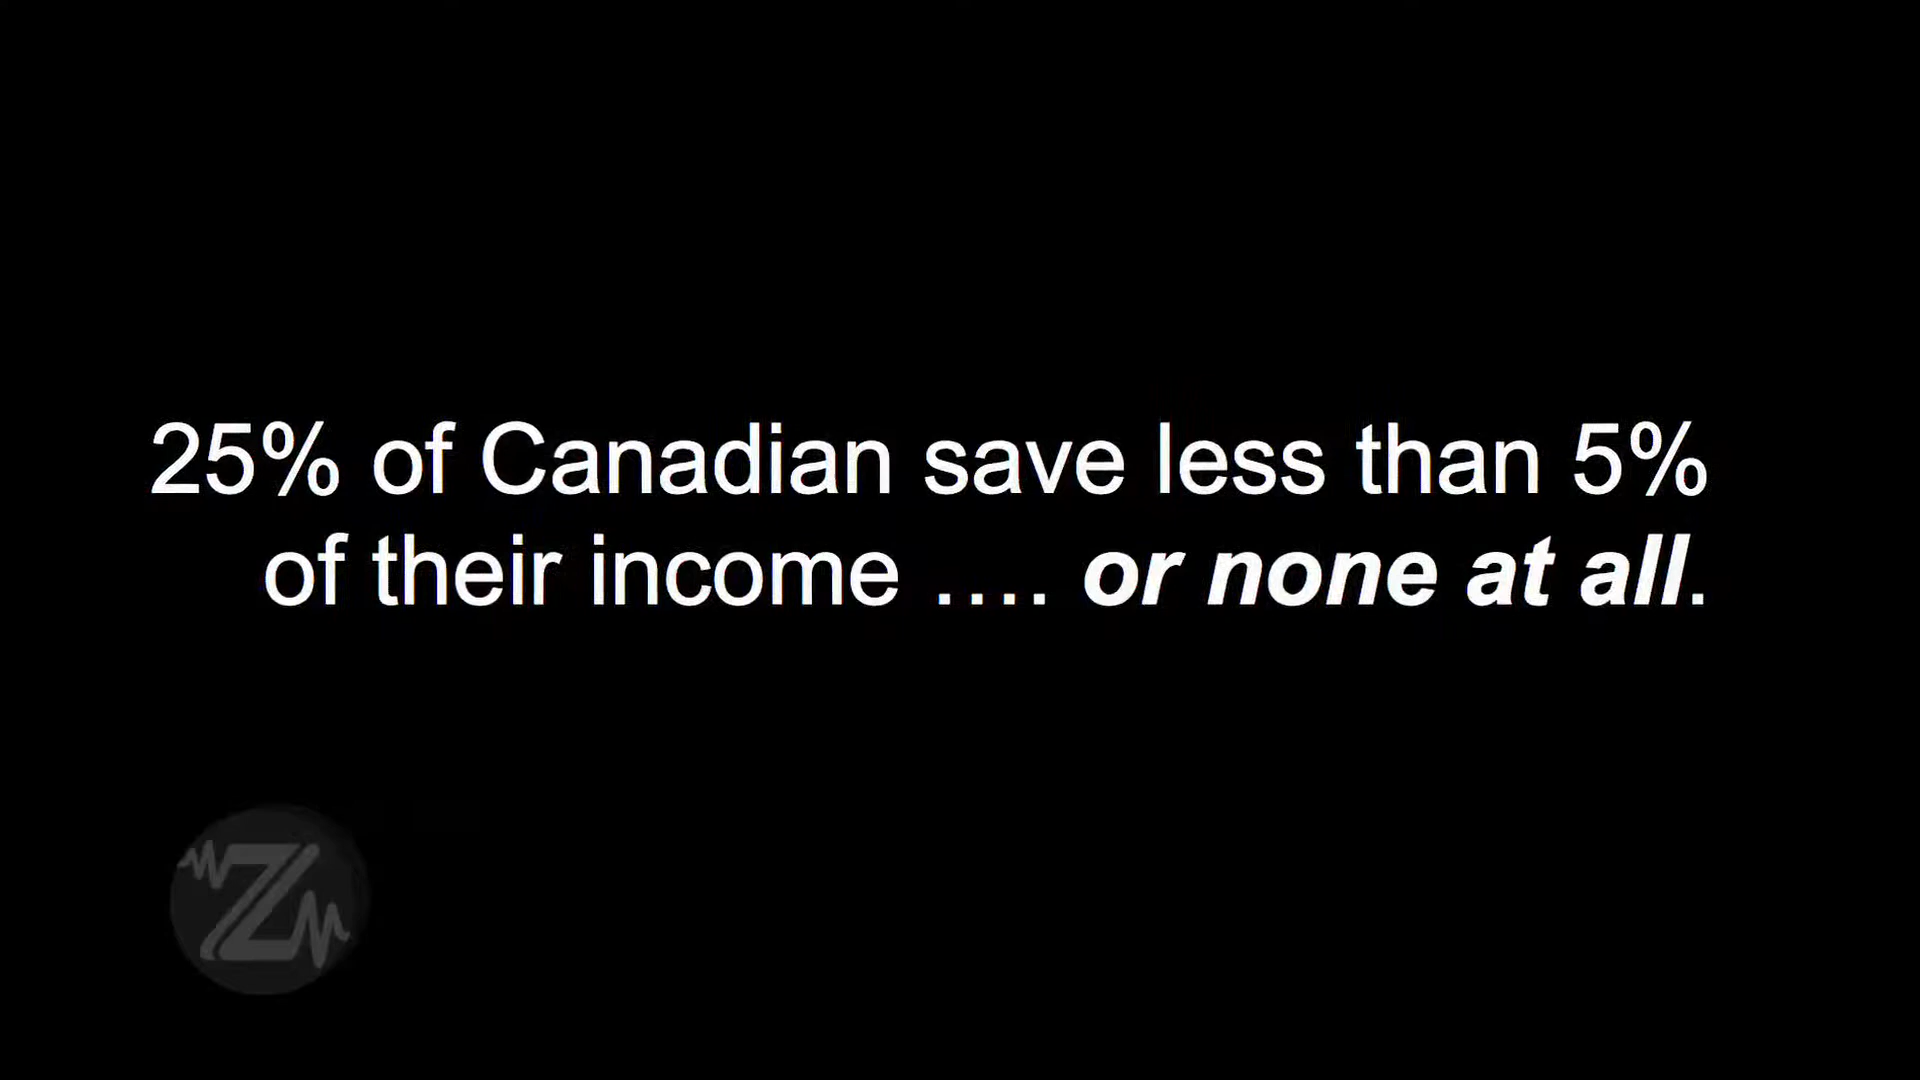 25% of Canadian save less than 5%
of their income .... or none at all.
Z